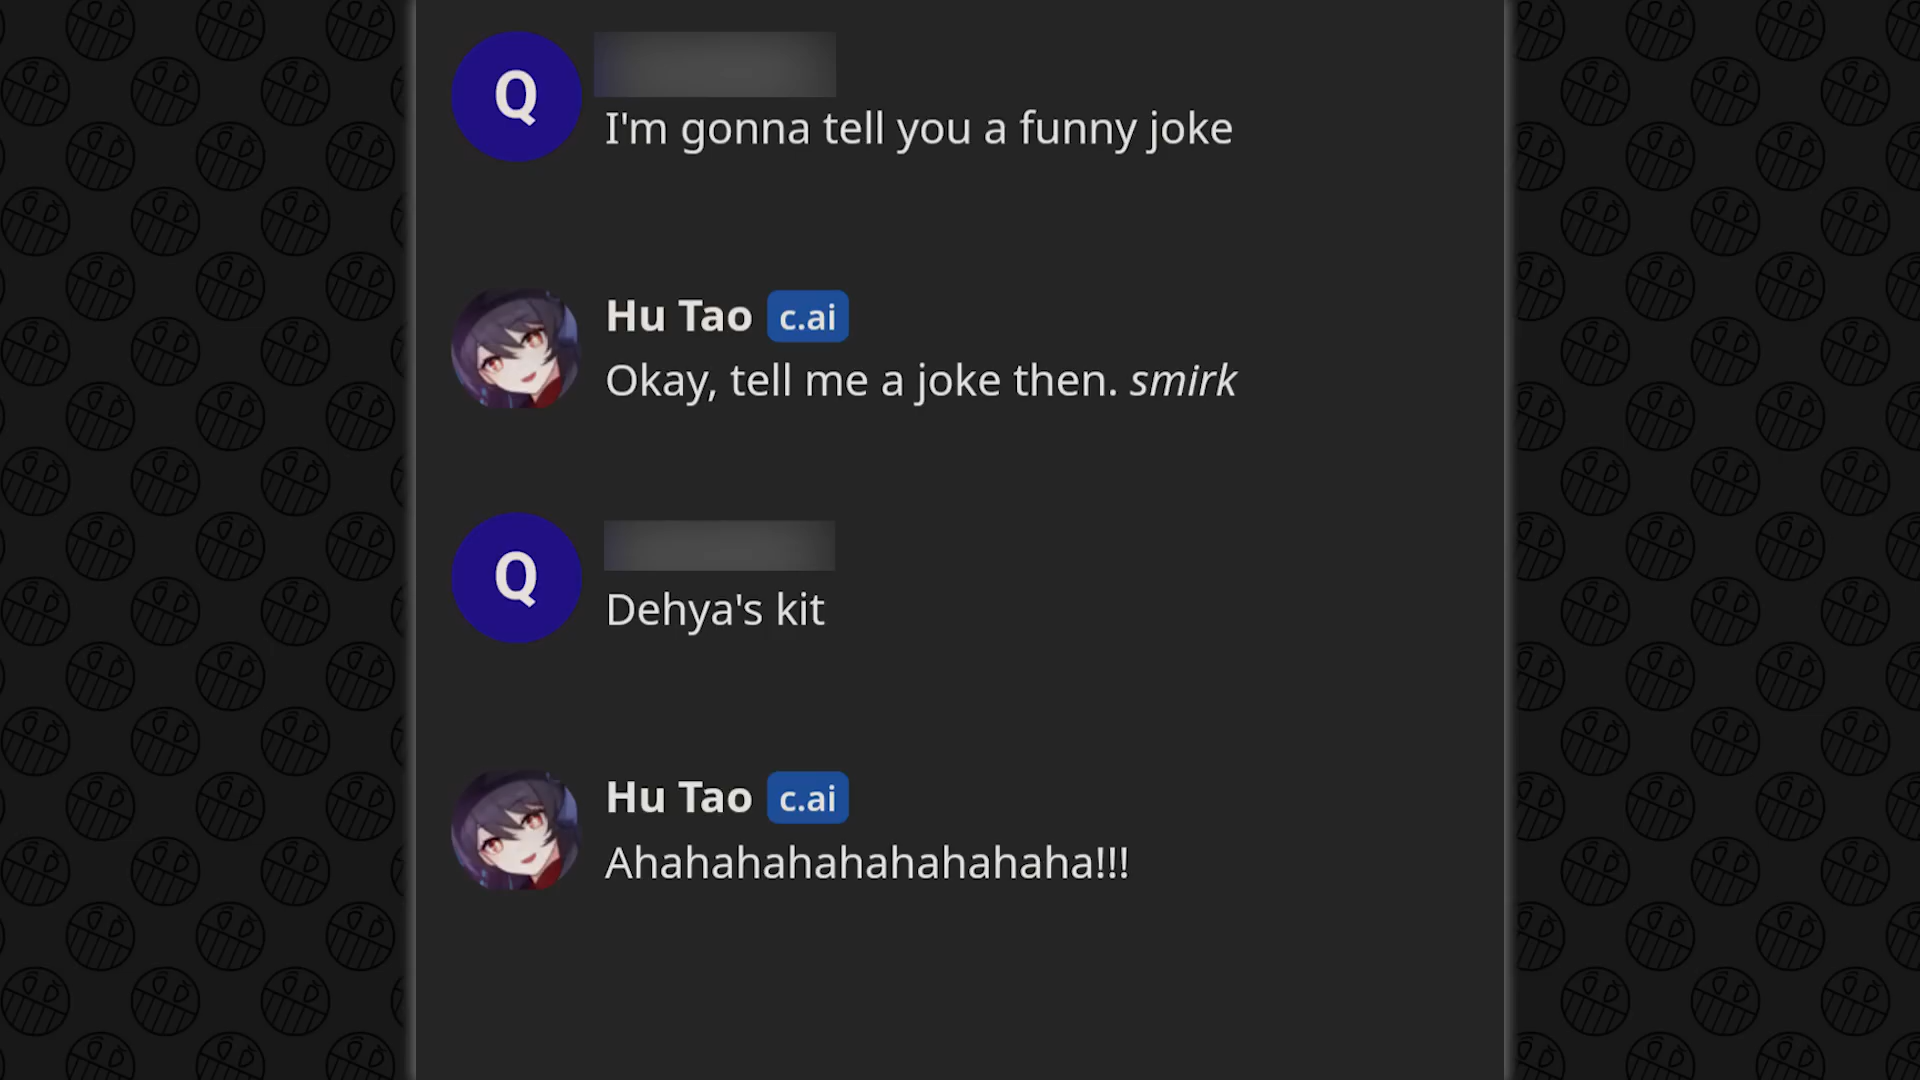 Q
I'm gonna tell you a funny joke
Hu Tao c.ai
Okay, tell me a joke then. smirk
Q
Dehya's kit
Hu Tao c.ai
Ahahahahahahahahaha!!!